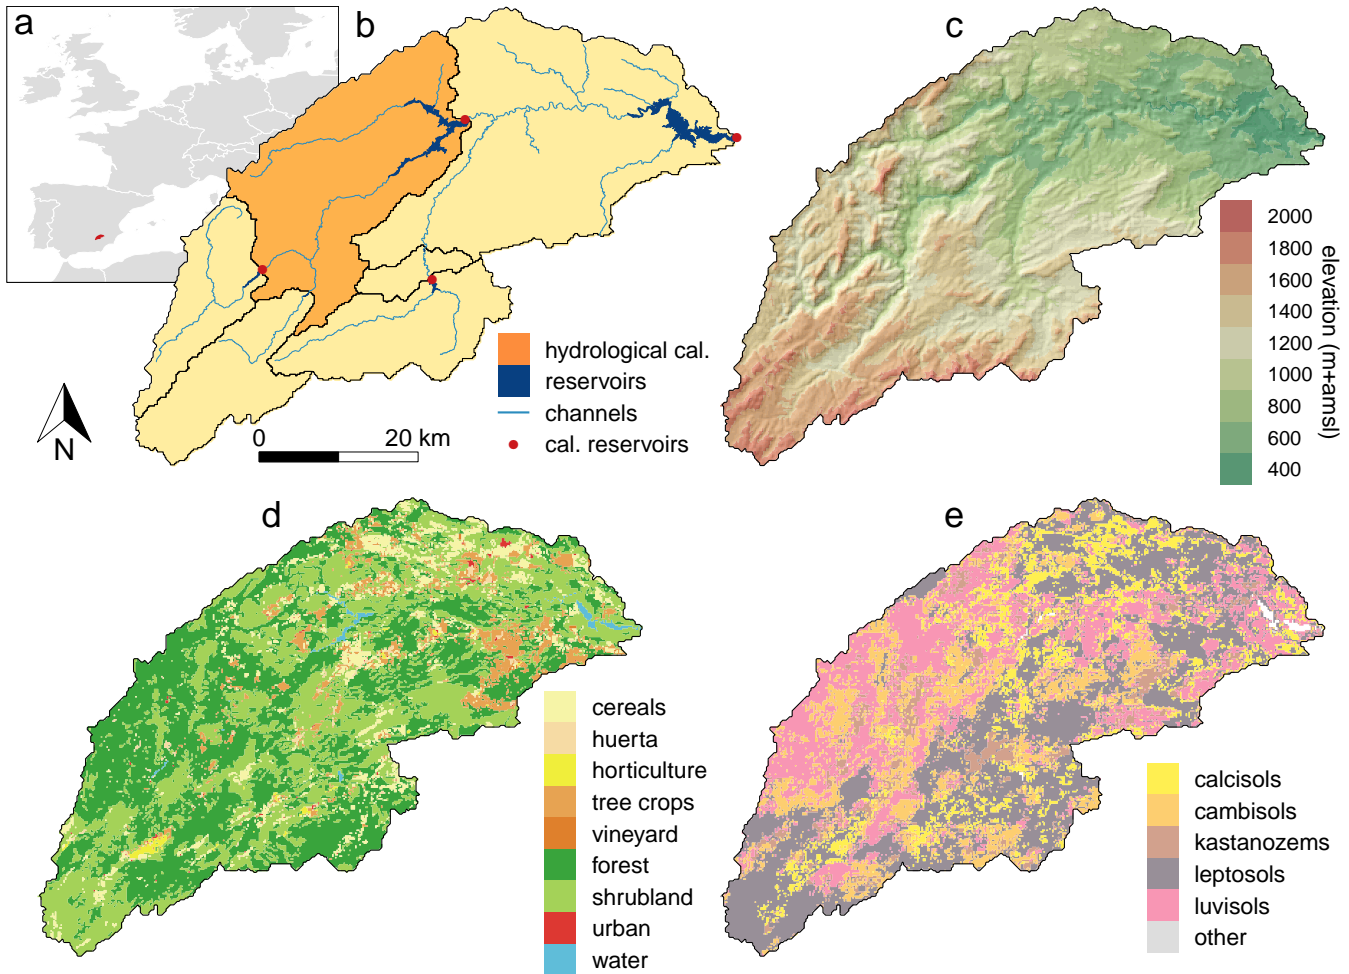 a
b
c
hydrological cal.
reservoirs
channels
cal. reservoirs
N
0 20 km
2000
1800
1600
1400
1200
1000
800
600
400
elevation (m+amsl)
d
e
cereals
huerta
horticulture
tree crops
vineyard
forest
shrubland
urban
water
calcisols
cambisols
kastanozems
leptosols
luvisols
other